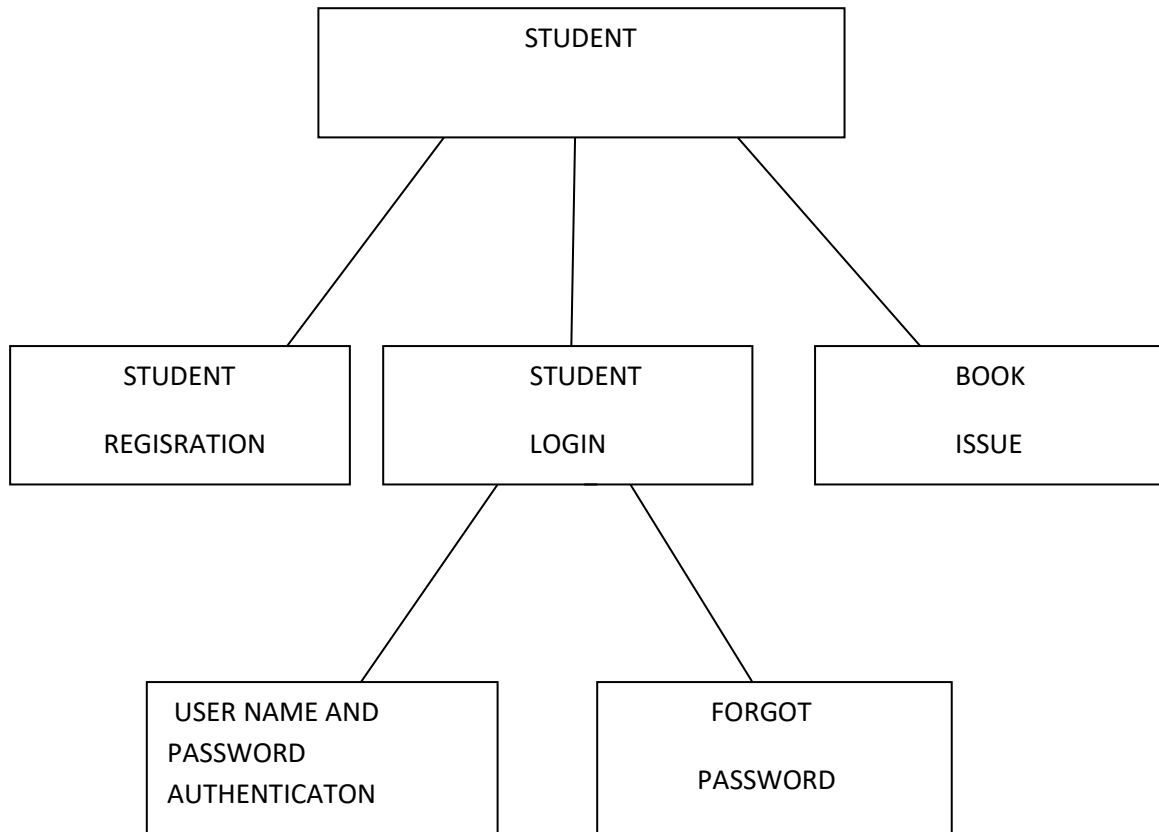 STUDENT
STUDENT
REGISRATION
STUDENT
LOGIN
BOOK
ISSUE
USER NAME AND
PASSWORD
AUTHENTICATON
FORGOT
PASSWORD